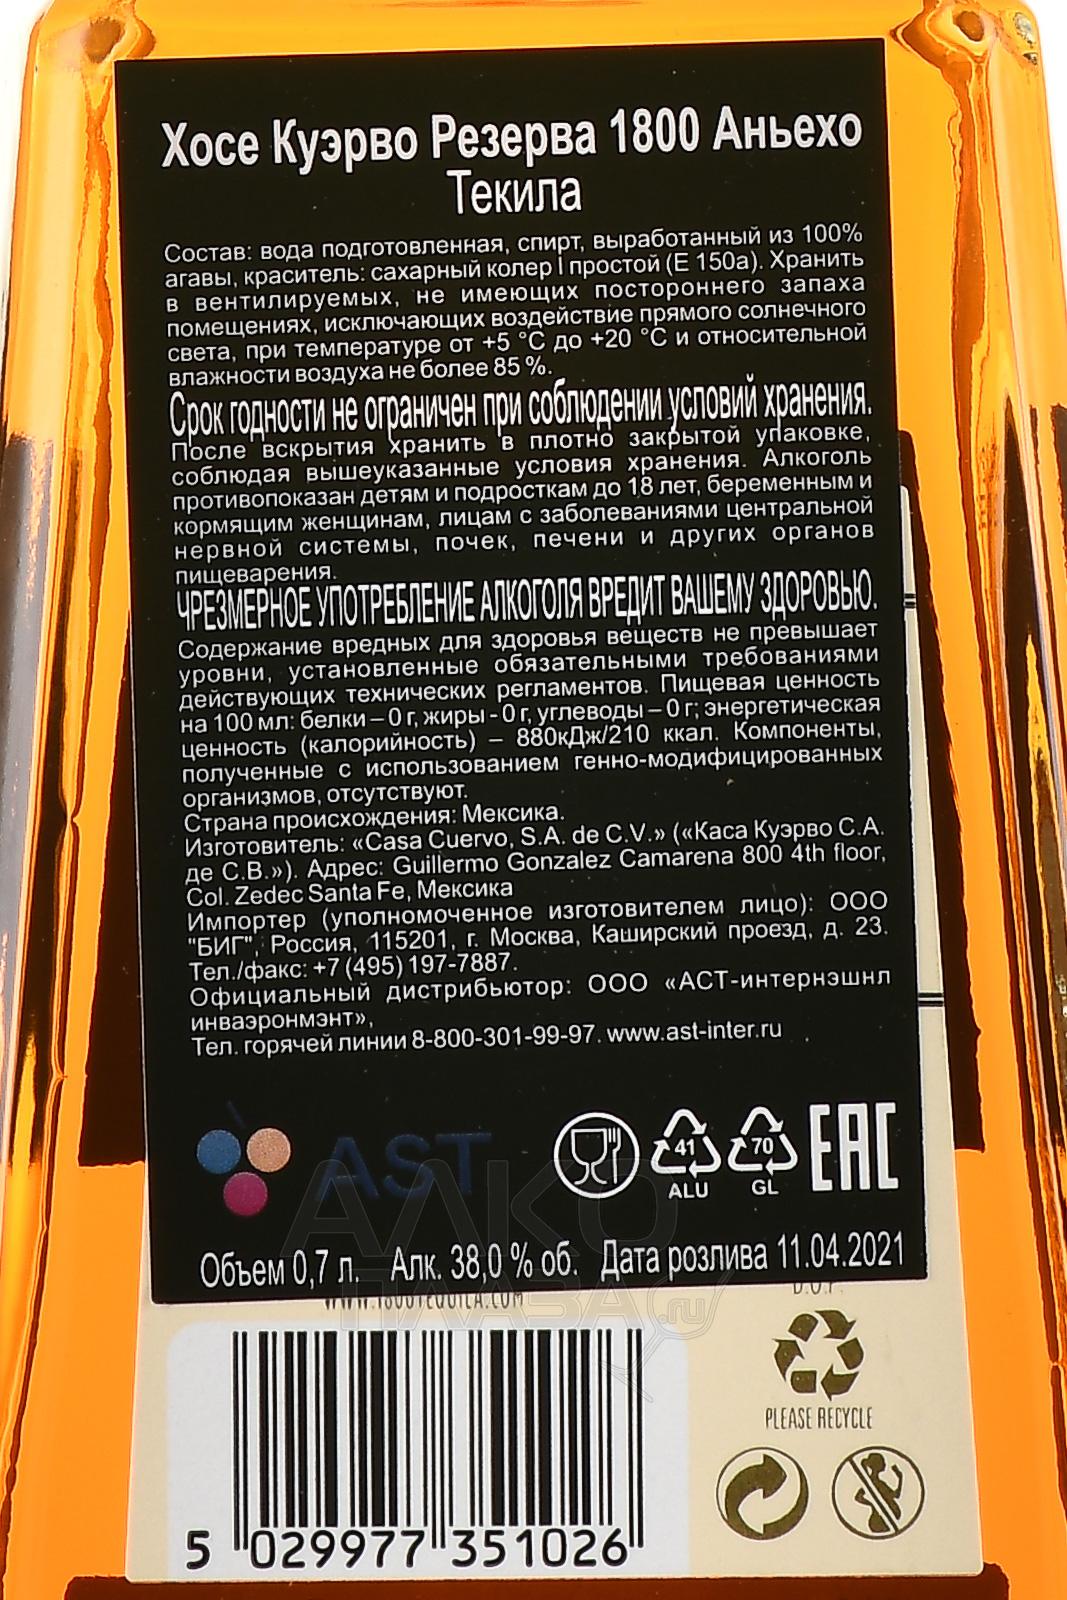 Хосе Куэрво Резерва 1800 Аньехо
Текила
Состав: вода подготовленная, спирт, выработанный из 100%
агавы, краситель: сахарный колер I простой (Е 150а). Хранить
в вентилируемых, не имеющих постороннего запаха
помещениях, исключающих воздействие прямого солнечного
света, при температуре от +5 °С до +20 °С и относительной
влажности воздуха не более 85 %.
Срок годности не ограничен при соблюдении условий хранения.
После вскрытия хранить в плотно закрытой упаковке,
соблюдая вышеуказанные условия хранения. Алкоголь
противопоказан детям и подросткам до 18 лет, беременным и
кормящим женщинам, лицам с заболеваниями центральной
нервной системы, почек, печени и других органов
пищеварения.
ЧРЕЗМЕРНОЕ УПОТРЕБЛЕНИЕ АЛКОГОЛЯ ВРЕДИТ ВАШЕМУ ЗДОРОВЬЮ.
Содержание вредных для здоровья веществ не превышает
уровни, установленные обязательными требованиями
действующих технических регламентов. Пищевая ценность
на 100 мл: белки – 0 г, жиры - 0 г, углеводы – 0 г; энергетическая
ценность (калорийность) – 880кДж/210 ккал. Компоненты,
полученные с использованием генно-модифицированных
организмов, отсутствуют.
Страна происхождения: Мексика.
Изготовитель: «Casa Cuervo, S.A. de C.V.» («Каса Куэрво С.А.
де С.В.»). Адрес: Guillermo Gonzalez Camarena 800 4th floor,
Col. Zedec Santa Fe, Мексика
Импортер (уполномоченное изготовителем лицо): ООО
"БИГ", Россия, 115201, г. Москва, Каширский проезд, д. 23.
Тел./факс: +7 (495) 197-7887.
Официальный дистрибьютор: ООО «АСТ-интернэшнл
инваэронмэнт»,
Тел. горячей линии 8-800-301-99-97. www.ast-inter.ru
AST
41
ALU
70
GL
EAC
АЛКО
ПЛАЗА.ru
Объем 0,7 л. Алк. 38,0 % об. Дата розлива 11.04.2021
WWW.1800TEQUILA.COM
D.O.P.
PLEASE RECYCLE
5 029977 351026